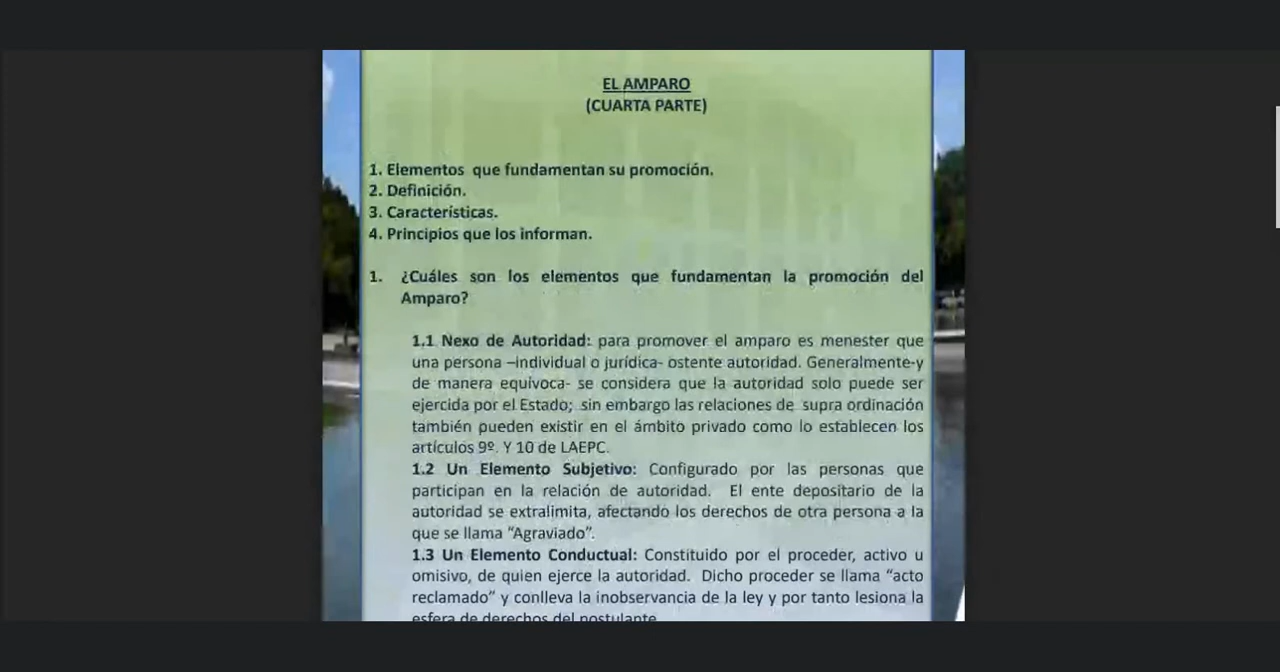 EL AMPARO
(CUARTA PARTE)
1. Elementos que fundamentan su promoción.
2. Definición.
3. Características.
4. Principios que los informan.
1. ¿Cuáles son los elementos que fundamentan la promoción del
Amparo?
1.1 Nexo de Autoridad: para promover el amparo es menester que
una persona –individual o jurídica- ostente autoridad. Generalmente-y
de manera equívoca- se considera que la autoridad solo puede ser
ejercida por el Estado; sin embargo las relaciones de supra ordinación
también pueden existir en el ámbito privado como lo establecen los
artículos 9º. Y 10 de LAEPC.
1.2 Un Elemento Subjetivo: Configurado por las personas que
participan en la relación de autoridad. El ente depositario de la
autoridad se extralimita, afectando los derechos de otra persona a la
que se llama “Agraviado”.
1.3 Un Elemento Conductual: Constituido por el proceder, activo u
omisivo, de quien ejerce la autoridad. Dicho proceder se llama “acto
reclamado” y conlleva la inobservancia de la ley y por tanto lesiona la
esfera de derechos del postulante